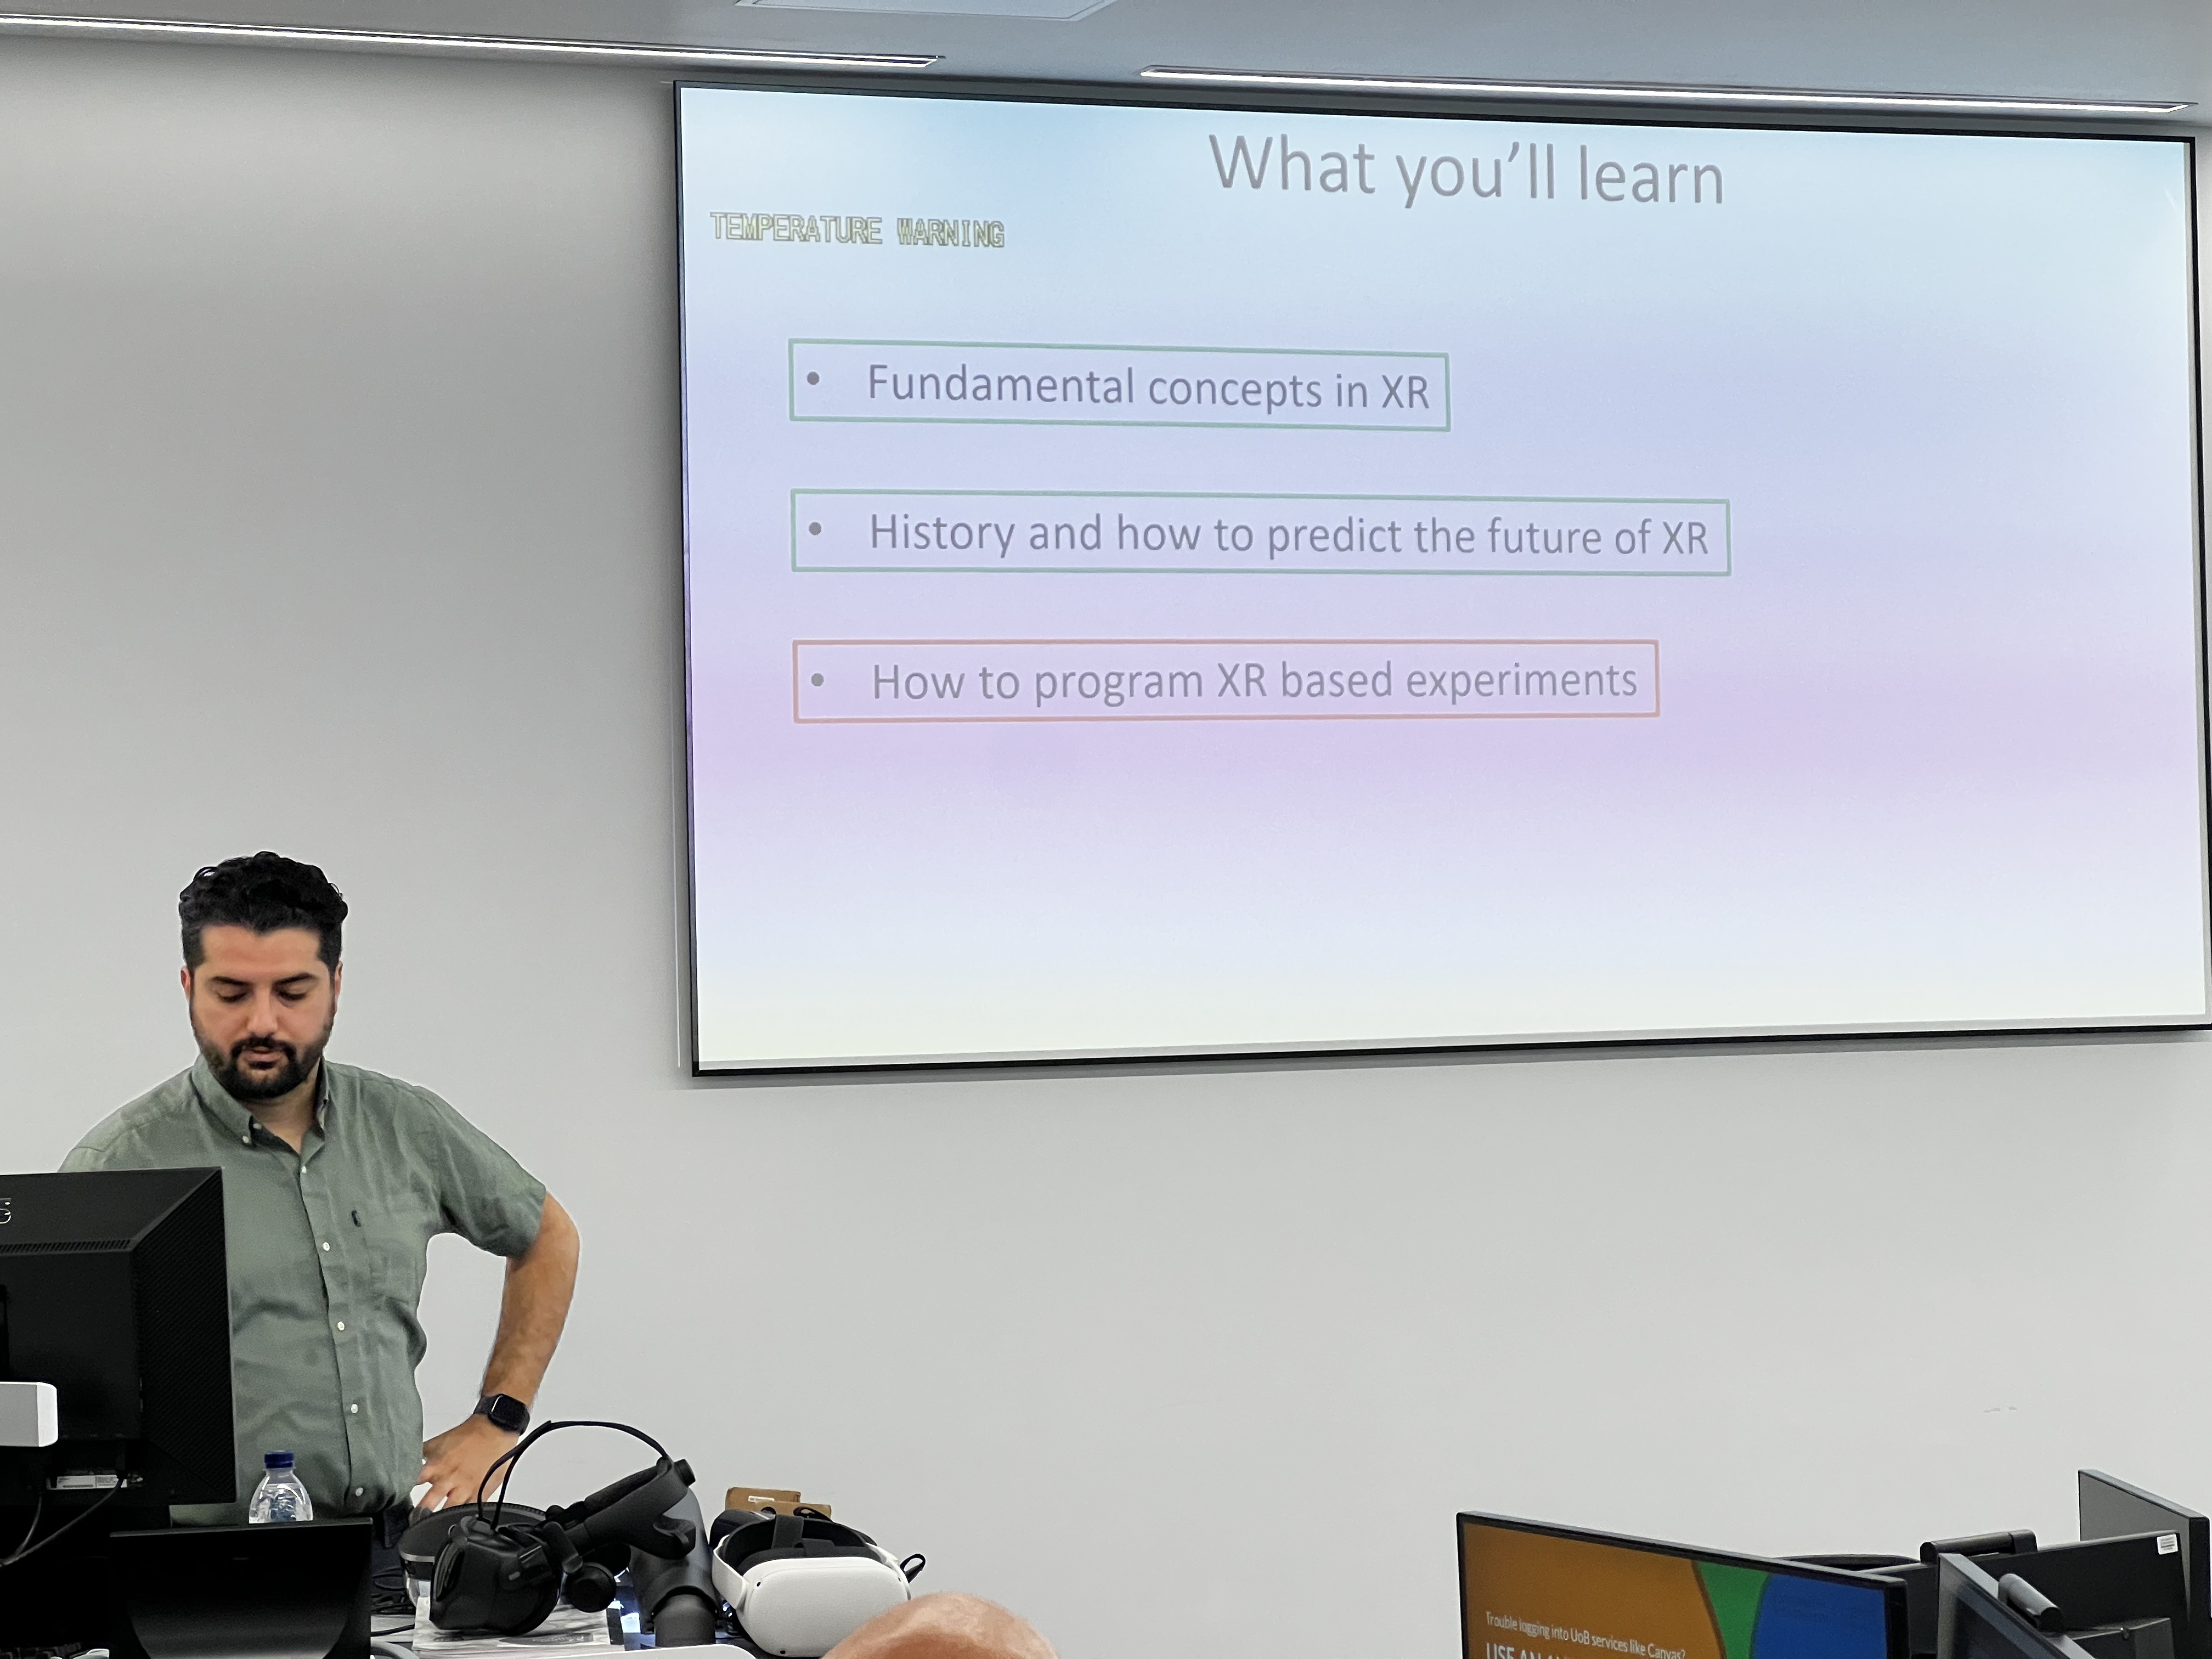 What you'll learn
TEMPERATURE WARNING
• Fundamental concepts in XR
• History and how to predict the future of XR
• How to program XR based experiments
Trouble logging into UoB services like Canvas?
USE AN